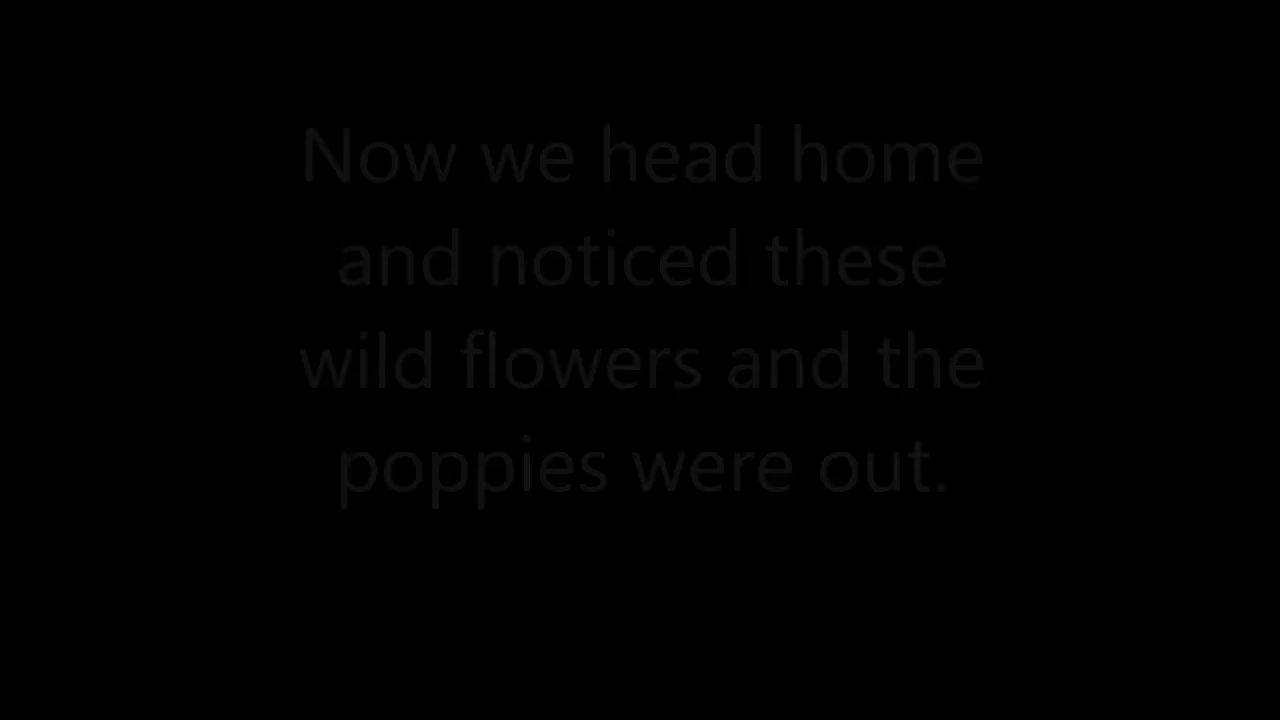 Now we head home
and noticed these
wild flowers and the
poppies were out.